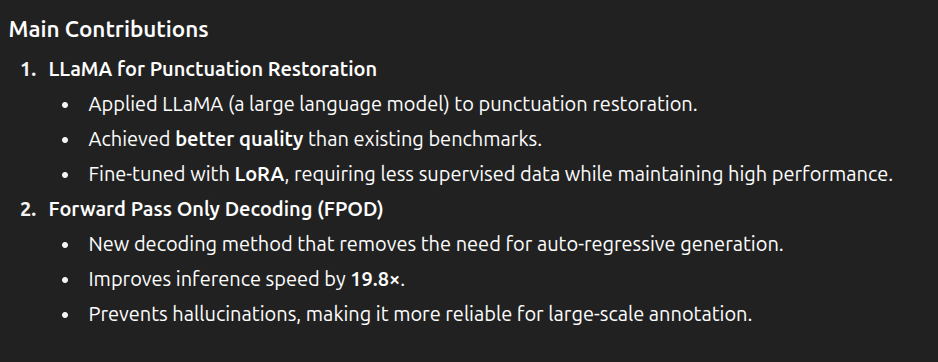 Main Contributions
1. LLaMA for Punctuation Restoration
• Applied LLaMA (a large language model) to punctuation restoration.
• Achieved better quality than existing benchmarks.
• Fine-tuned with LoRA, requiring less supervised data while maintaining high performance.
2. Forward Pass Only Decoding (FPOD)
• New decoding method that removes the need for auto-regressive generation.
• Improves inference speed by 19.8×.
• Prevents hallucinations, making it more reliable for large-scale annotation.